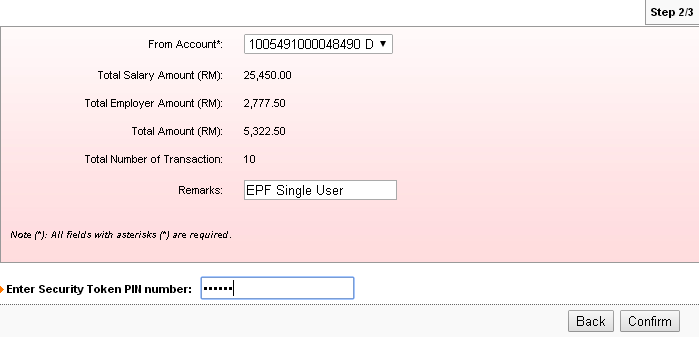 Step 2/3
From Account*: 1005491000048490 D
Total Salary Amount (RM): 25,450.00
Total Employer Amount (RM): 2,777.50
Total Amount (RM): 5,322.50
Total Number of Transaction: 10
Remarks: EPF Single User
Note (*): All fields with asterisks (*) are required.
Enter Security Token PIN number: ••••••
Back Confirm